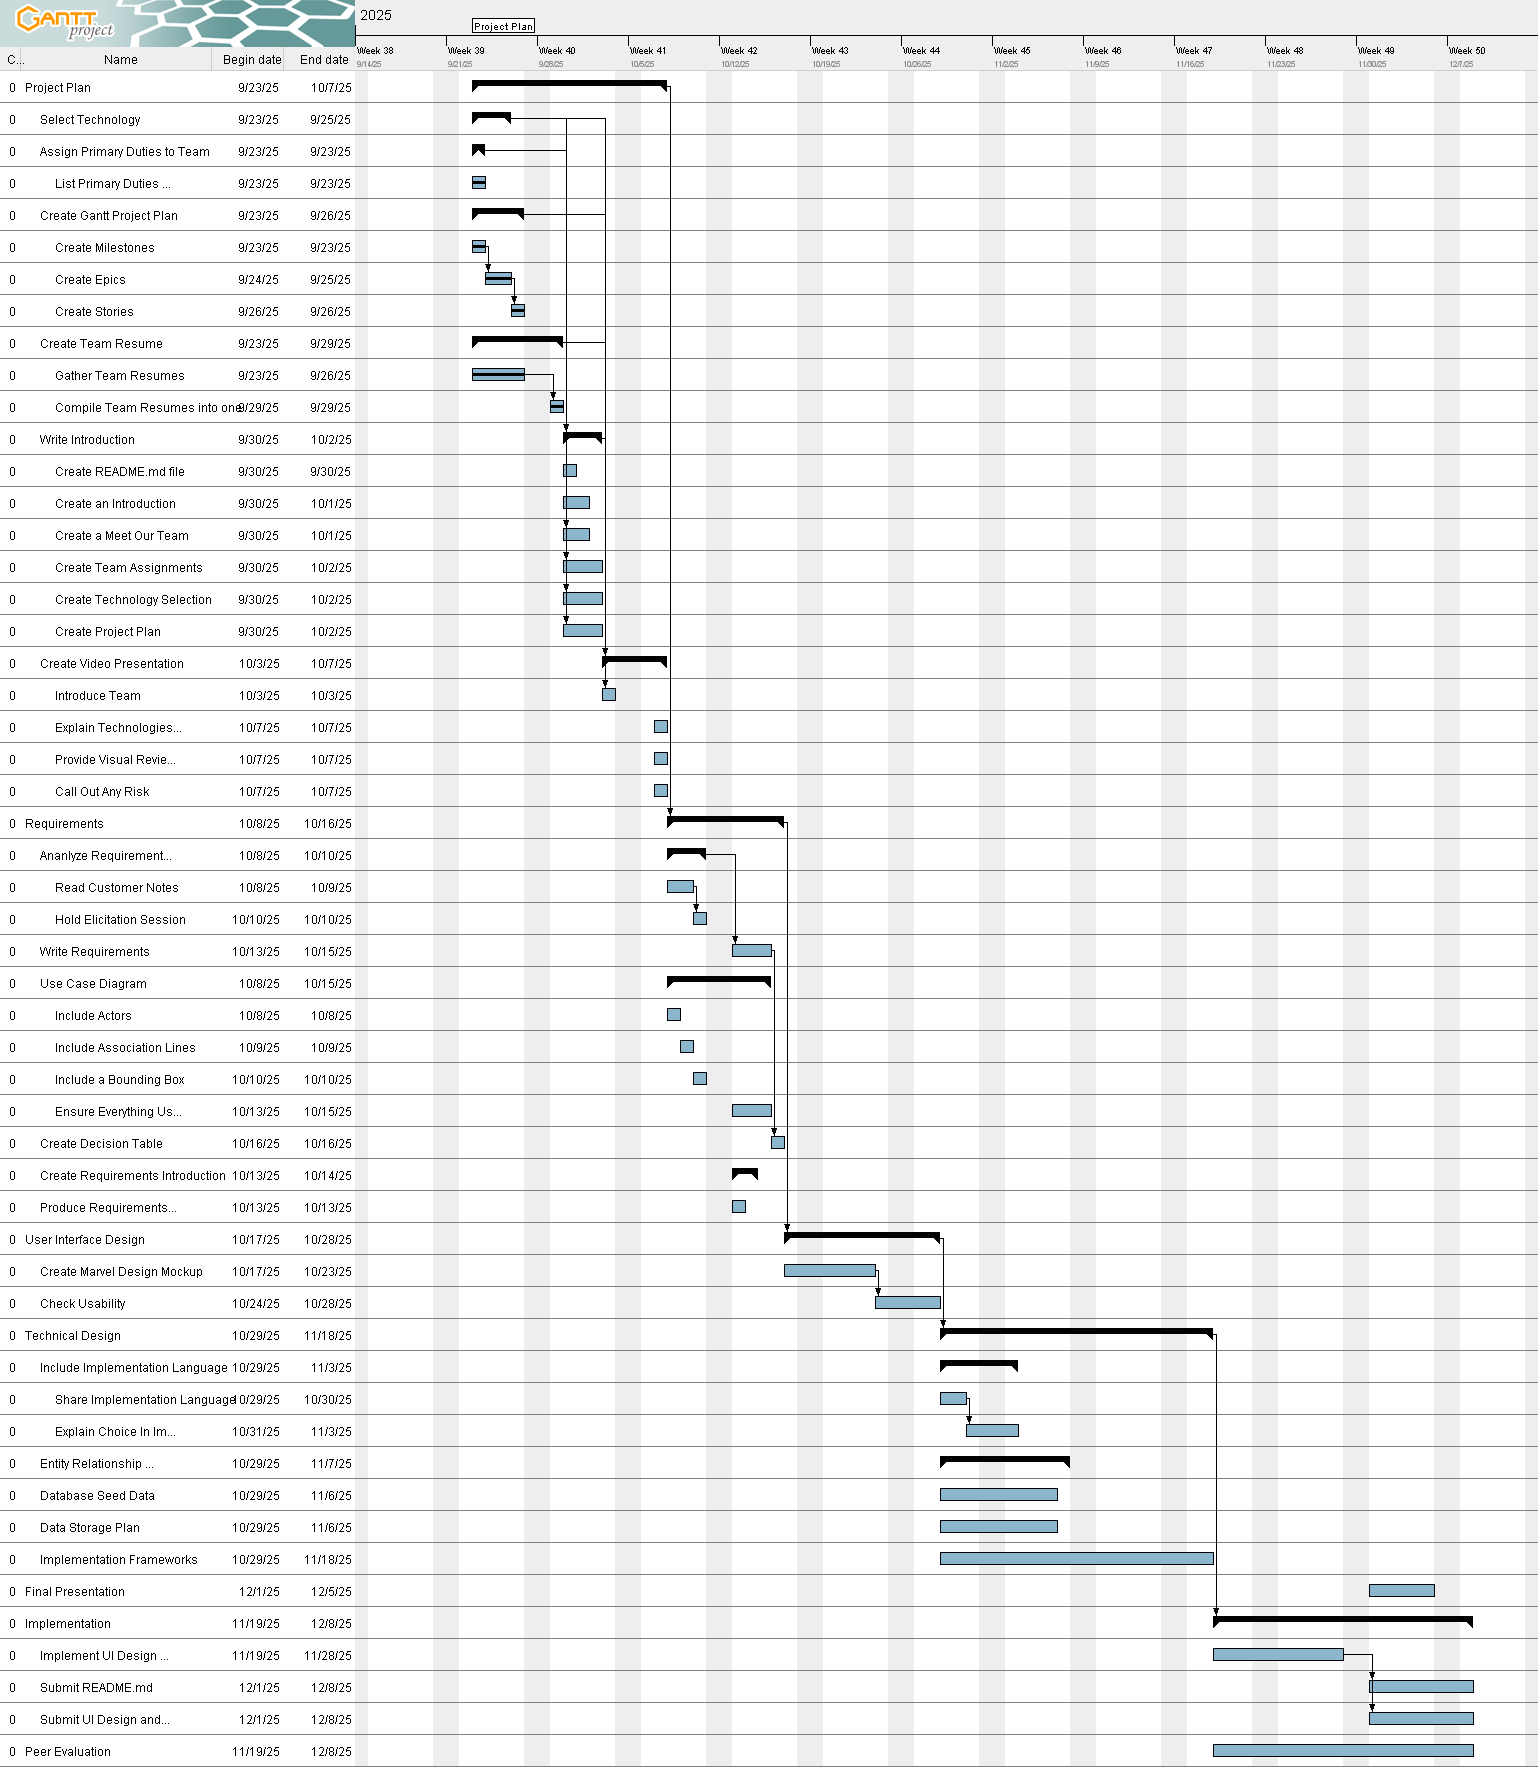 GANTT
project
2025
Project Plan
Week 38 Week 39 Week 40 Week 41 Week 42 Week 43 Week 44 Week 45 Week 46 Week 47 Week 48 Week 49 Week 50
C... Name Begin date End date 9/14/25 9/21/25 9/28/25 10/5/25 10/12/25 10/19/25 10/26/25 11/2/25 11/9/25 11/16/25 11/23/25 11/30/25 12/7/25
0 Project Plan 9/23/25 10/7/25
0 Select Technology 9/23/25 9/25/25
0 Assign Primary Duties to Team 9/23/25 9/23/25
0 List Primary Duties ... 9/23/25 9/23/25
0 Create Gantt Project Plan 9/23/25 9/26/25
0 Create Milestones 9/23/25 9/23/25
0 Create Epics 9/24/25 9/25/25
0 Create Stories 9/26/25 9/26/25
0 Create Team Resume 9/23/25 9/29/25
0 Gather Team Resumes 9/23/25 9/26/25
0 Compile Team Resumes into one 9/29/25 9/29/25
0 Write Introduction 9/30/25 10/2/25
0 Create README.md file 9/30/25 9/30/25
0 Create an Introduction 9/30/25 10/1/25
0 Create a Meet Our Team 9/30/25 10/1/25
0 Create Team Assignments 9/30/25 10/2/25
0 Create Technology Selection 9/30/25 10/2/25
0 Create Project Plan 9/30/25 10/2/25
0 Create Video Presentation 10/3/25 10/7/25
0 Introduce Team 10/3/25 10/3/25
0 Explain Technologies... 10/7/25 10/7/25
0 Provide Visual Revie... 10/7/25 10/7/25
0 Call Out Any Risk 10/7/25 10/7/25
0 Requirements 10/8/25 10/16/25
0 Ananlyze Requirement... 10/8/25 10/10/25
0 Read Customer Notes 10/8/25 10/9/25
0 Hold Elicitation Session 10/10/25 10/10/25
0 Write Requirements 10/13/25 10/15/25
0 Use Case Diagram 10/8/25 10/15/25
0 Include Actors 10/8/25 10/8/25
0 Include Association Lines 10/9/25 10/9/25
0 Include a Bounding Box 10/10/25 10/10/25
0 Ensure Everything Us... 10/13/25 10/15/25
0 Create Decision Table 10/16/25 10/16/25
0 Create Requirements Introduction 10/13/25 10/14/25
0 Produce Requirements... 10/13/25 10/13/25
0 User Interface Design 10/17/25 10/28/25
0 Create Marvel Design Mockup 10/17/25 10/23/25
0 Check Usability 10/24/25 10/28/25
0 Technical Design 10/29/25 11/18/25
0 Include Implementation Language 10/29/25 11/3/25
0 Share Implementation Language 10/29/25 10/30/25
0 Explain Choice In Im... 10/31/25 11/3/25
0 Entity Relationship ... 10/29/25 11/7/25
0 Database Seed Data 10/29/25 11/6/25
0 Data Storage Plan 10/29/25 11/6/25
0 Implementation Frameworks 10/29/25 11/18/25
0 Final Presentation 12/1/25 12/5/25
0 Implementation 11/19/25 12/8/25
0 Implement UI Design ... 11/19/25 11/28/25
0 Submit README.md 12/1/25 12/8/25
0 Submit UI Design and... 12/1/25 12/8/25
0 Peer Evaluation 11/19/25 12/8/25